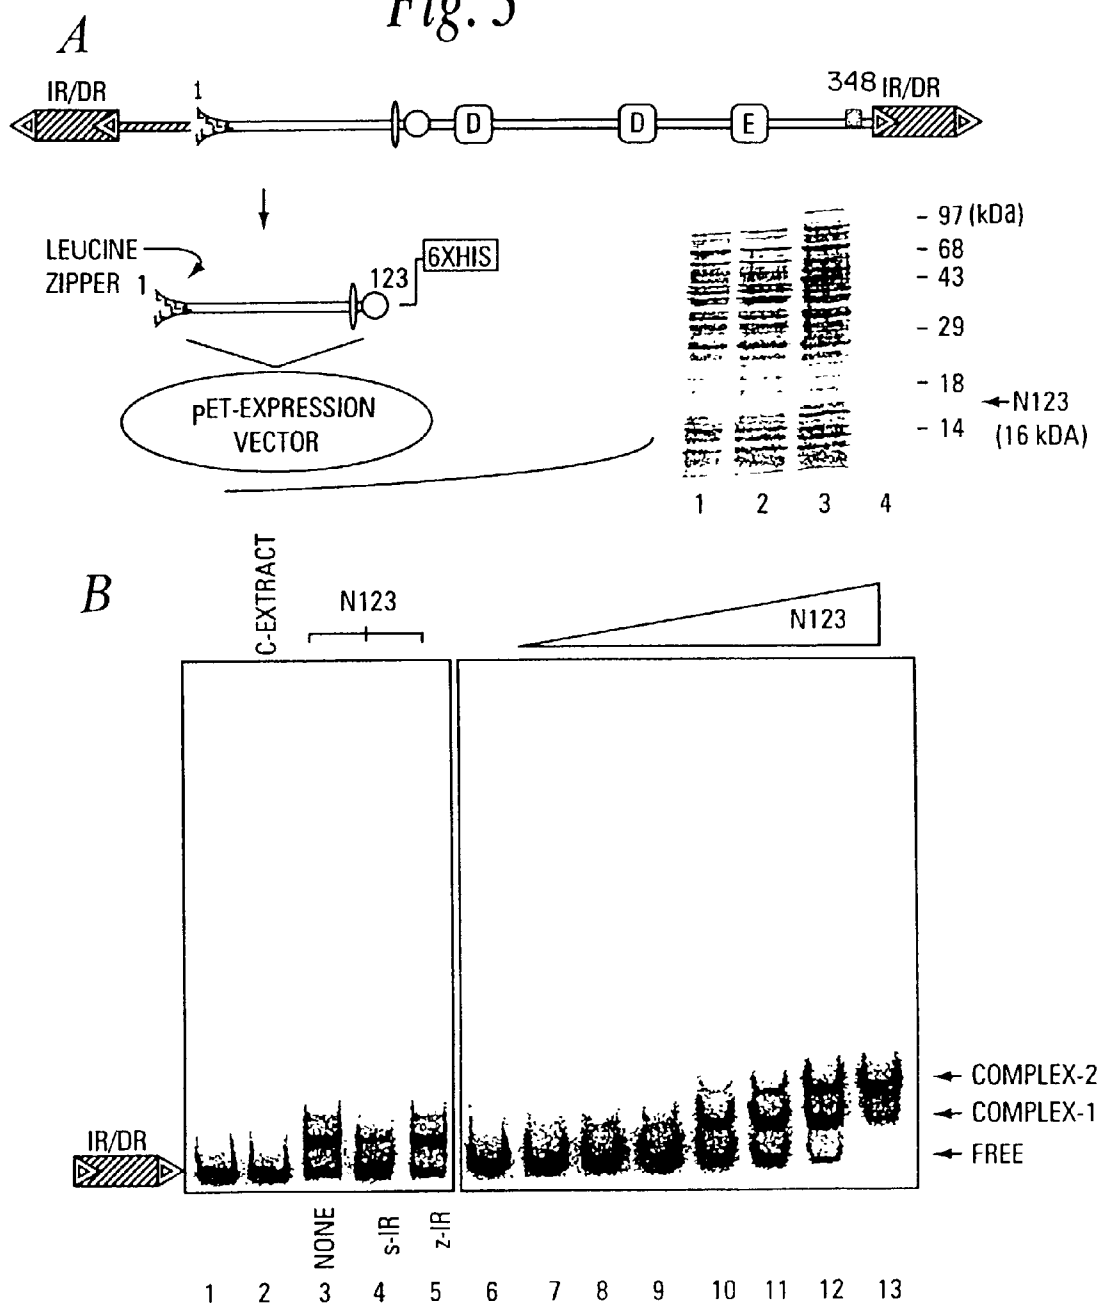 Fig. 5
A
IR/DR
1
D
D
E
348
IR/DR
LEUCINE
ZIPPER
1
123
6XHIS
pET-EXPRESSION
VECTOR
- 97 (kDa)
- 68
- 43
- 29
- 18
- 14
N123
(16 kDA)
1 2 3 4
B
C-EXTRACT
N123
N123
COMPLEX-2
COMPLEX-1
FREE
IR/DR
NONE
s-IR
z-IR
1 2 3 4 5 6 7 8 9 10 11 12 13